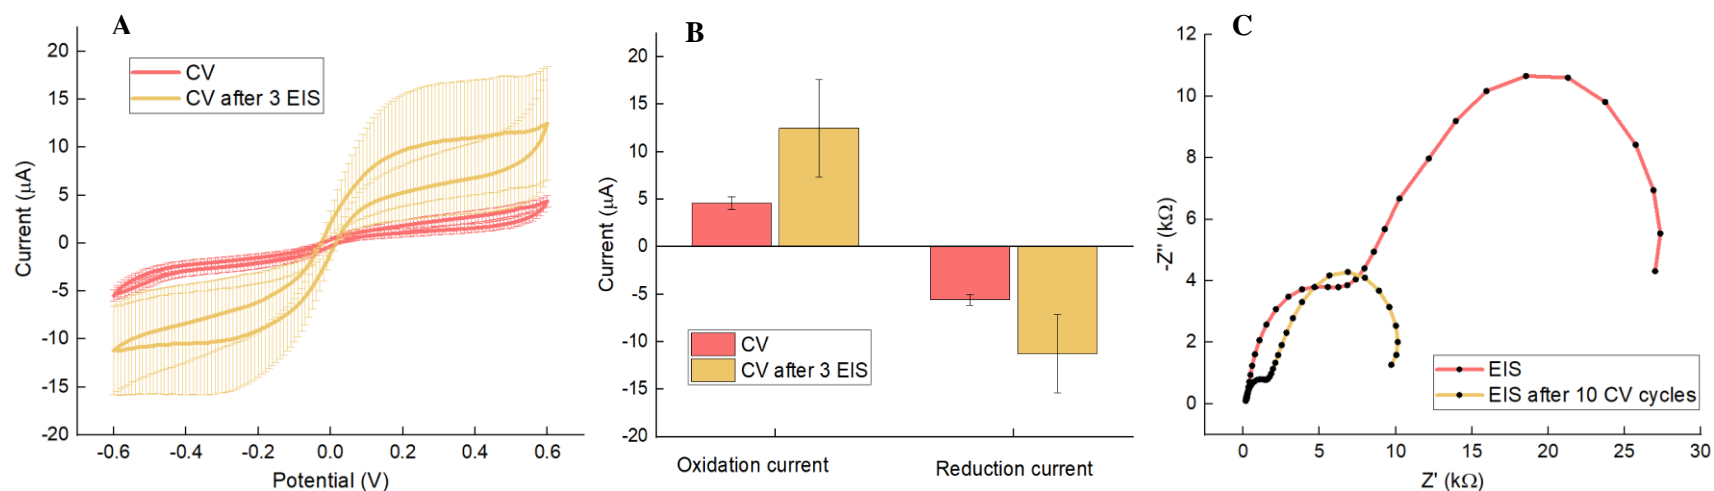 A
20
15
10
5
0
-5
-10
-15
-20
Current (μA)
CV
CV after 3 EIS
-0.6
-0.4
-0.2
0.0
0.2
0.4
0.6
Potential (V)
B
20
15
10
5
0
-5
-10
-15
-20
Current (μA)
CV
CV after 3 EIS
Oxidation current
Reduction current
C
12
10
8
6
4
2
0
-Z'' (kΩ)
EIS
EIS after 10 CV cycles
0
5
10
15
20
25
30
Z' (kΩ)